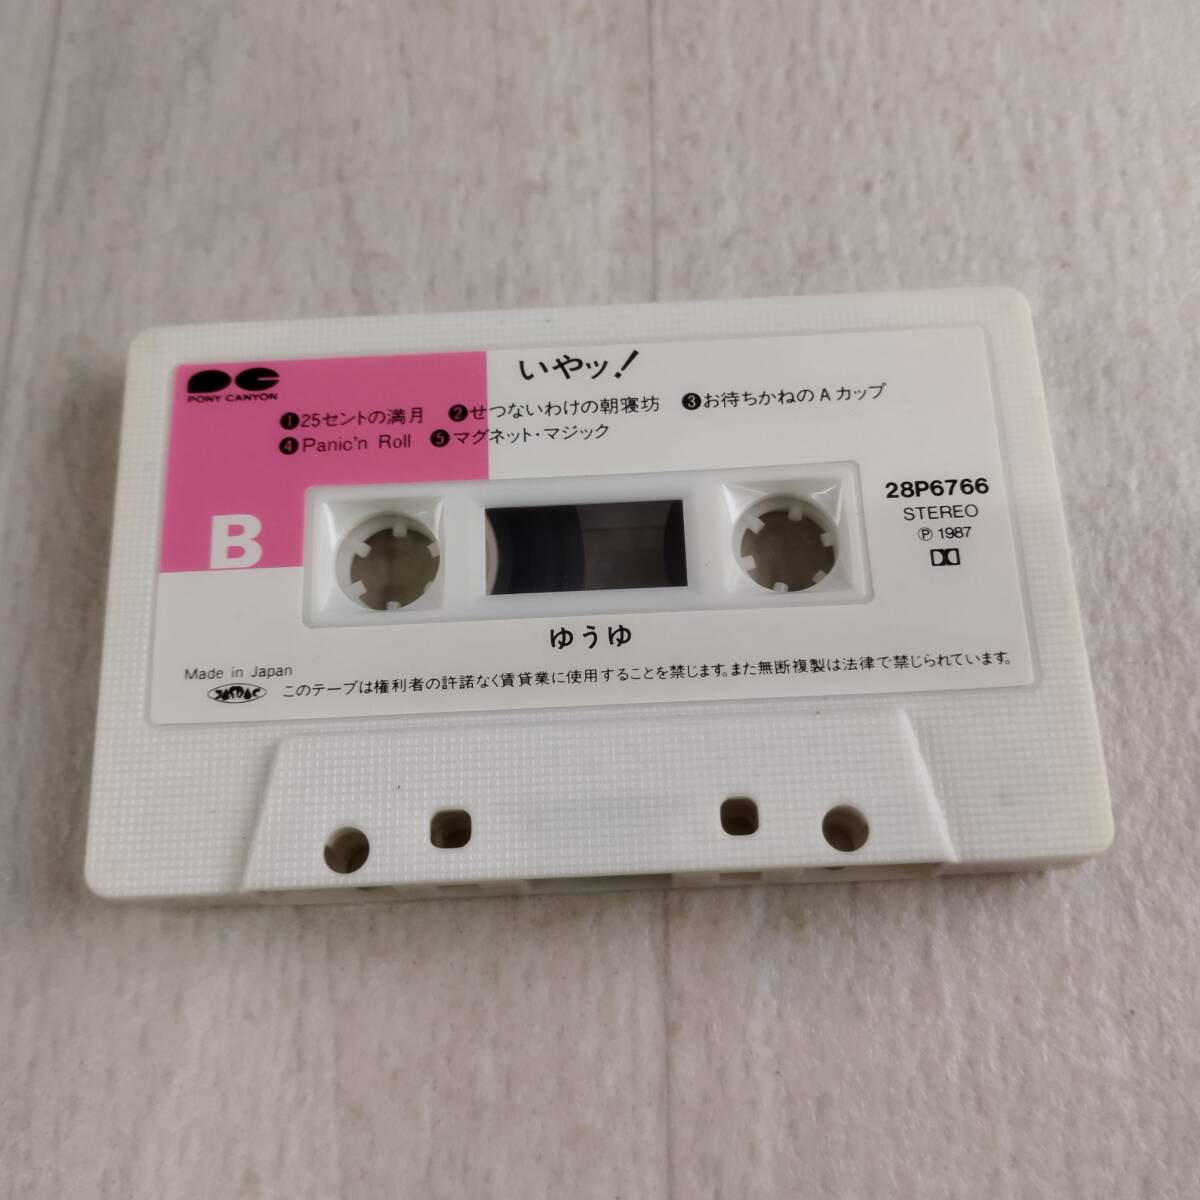 いやッ!
PONY CANYON
❶25セントの満月 ❷せつないわけの朝寝坊 ❸お待ちかねのAカップ
❹Panic'n Roll ❺マグネット・マジック
B
28P6766
STEREO
Ⓟ 1987
ゆうゆ
Made in Japan
JASRAC このテープは権利者の許諾なく賃貸業に使用することを禁じます。また無断複製は法律で禁じられています。